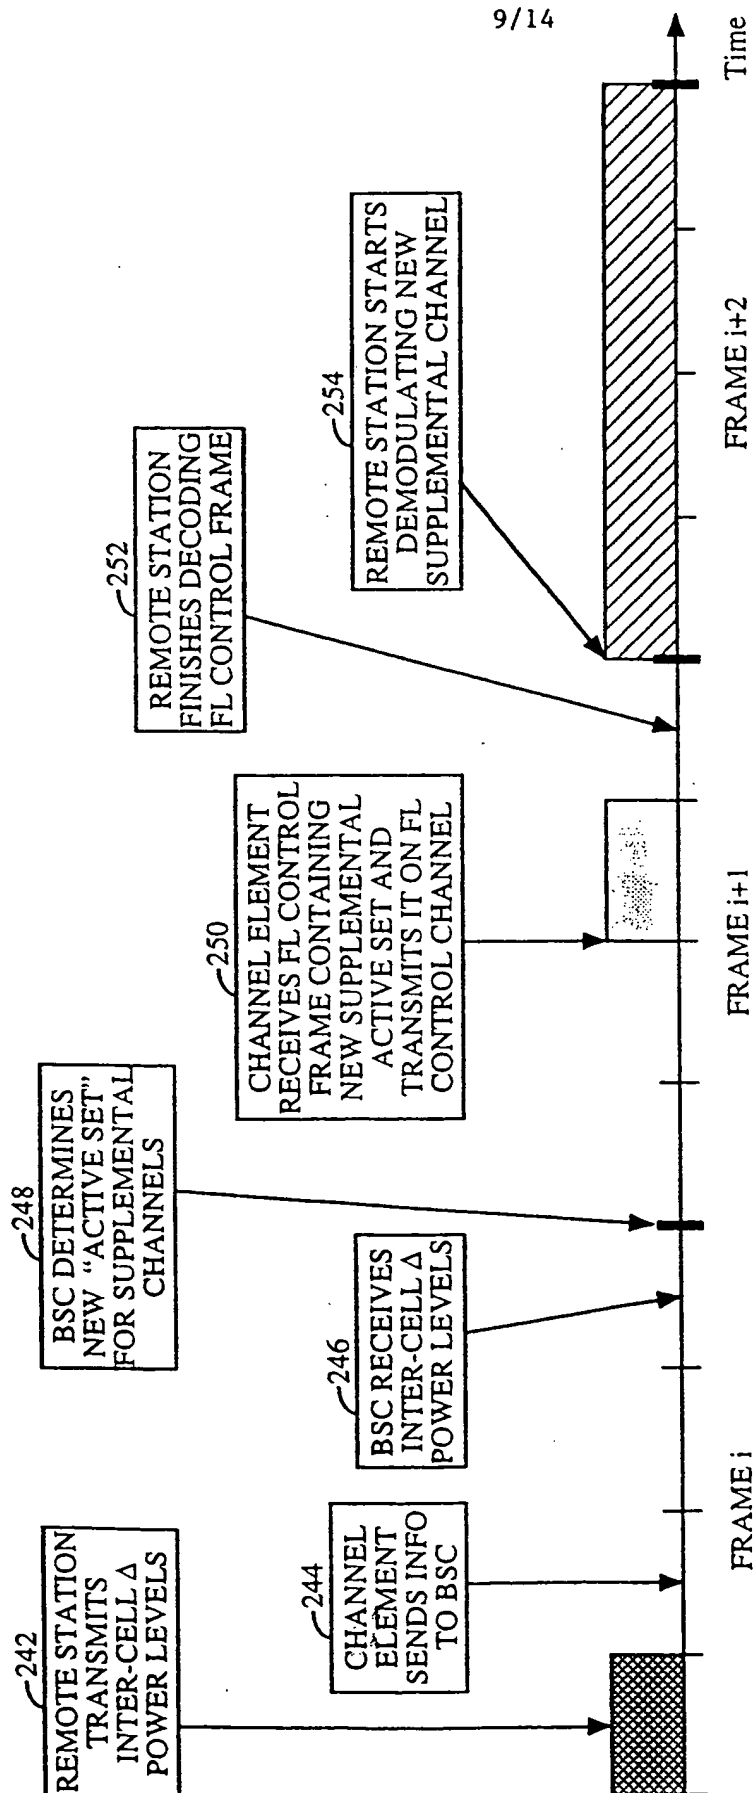 9/14
242
REMOTE STATION
TRANSMITS
INTER-CELL Δ
POWER LEVELS
244
CHANNEL
ELEMENT
SENDS INFO
TO BSC
246
BSC RECEIVES
INTER-CELL Δ
POWER LEVELS
248
BSC DETERMINES
NEW “ACTIVE SET”
FOR SUPPLEMENTAL
CHANNELS
250
CHANNEL ELEMENT
RECEIVES FL CONTROL
FRAME CONTAINING
NEW SUPPLEMENTAL
ACTIVE SET AND
TRANSMITS IT ON FL
CONTROL CHANNEL
252
REMOTE STATION
FINISHES DECODING
FL CONTROL FRAME
254
REMOTE STATION STARTS
DEMODULATING NEW
SUPPLEMENTAL CHANNEL
FRAME i
FRAME i+1
FRAME i+2
Time